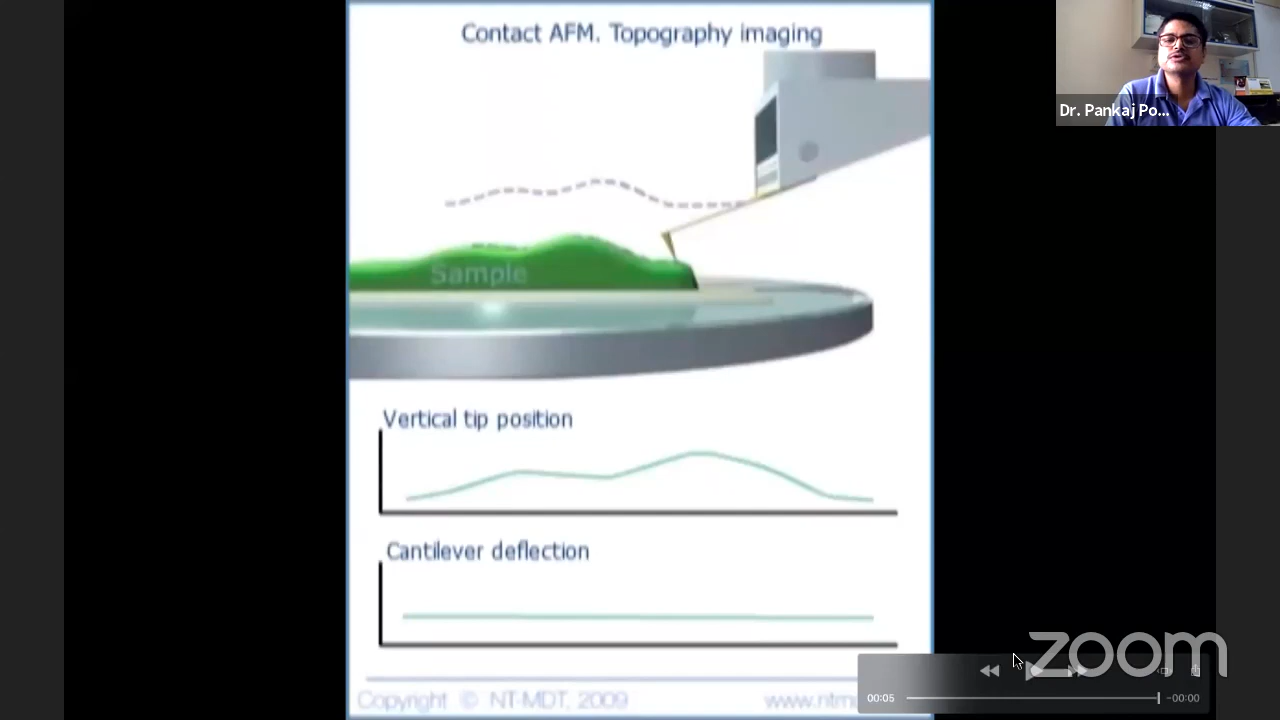 Contact AFM. Topography imaging
Dr. Pankaj Po...
Sample
Vertical tip position
Cantilever deflection
zoom
00:05
-00:00
Copyright © NT-MDT, 2009